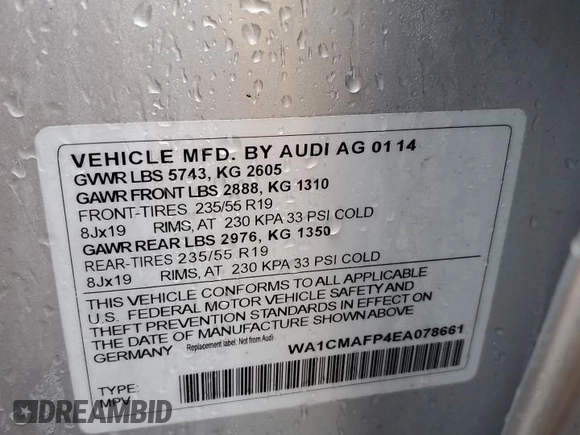 VEHICLE MFD. BY AUDI AG 01 14
GVWR LBS 5743, KG 2605
GAWR FRONT LBS 2888, KG 1310
FRONT-TIRES 235/55 R19
8Jx19 RIMS, AT 230 KPA 33 PSI COLD
GAWR REAR LBS 2976, KG 1350
REAR-TIRES 235/55 R19
8Jx19 RIMS, AT 230 KPA 33 PSI COLD
THIS VEHICLE CONFORMS TO ALL APPLICABLE
U.S. FEDERAL MOTOR VEHICLE SAFETY AND
THEFT PREVENTION STANDARDS IN EFFECT ON
THE DATE OF MANUFACTURE SHOWN ABOVE
Replacement label: Not from Audi
WA1CMAFP4EA078661
TYPE:
MPV
DREAMBID